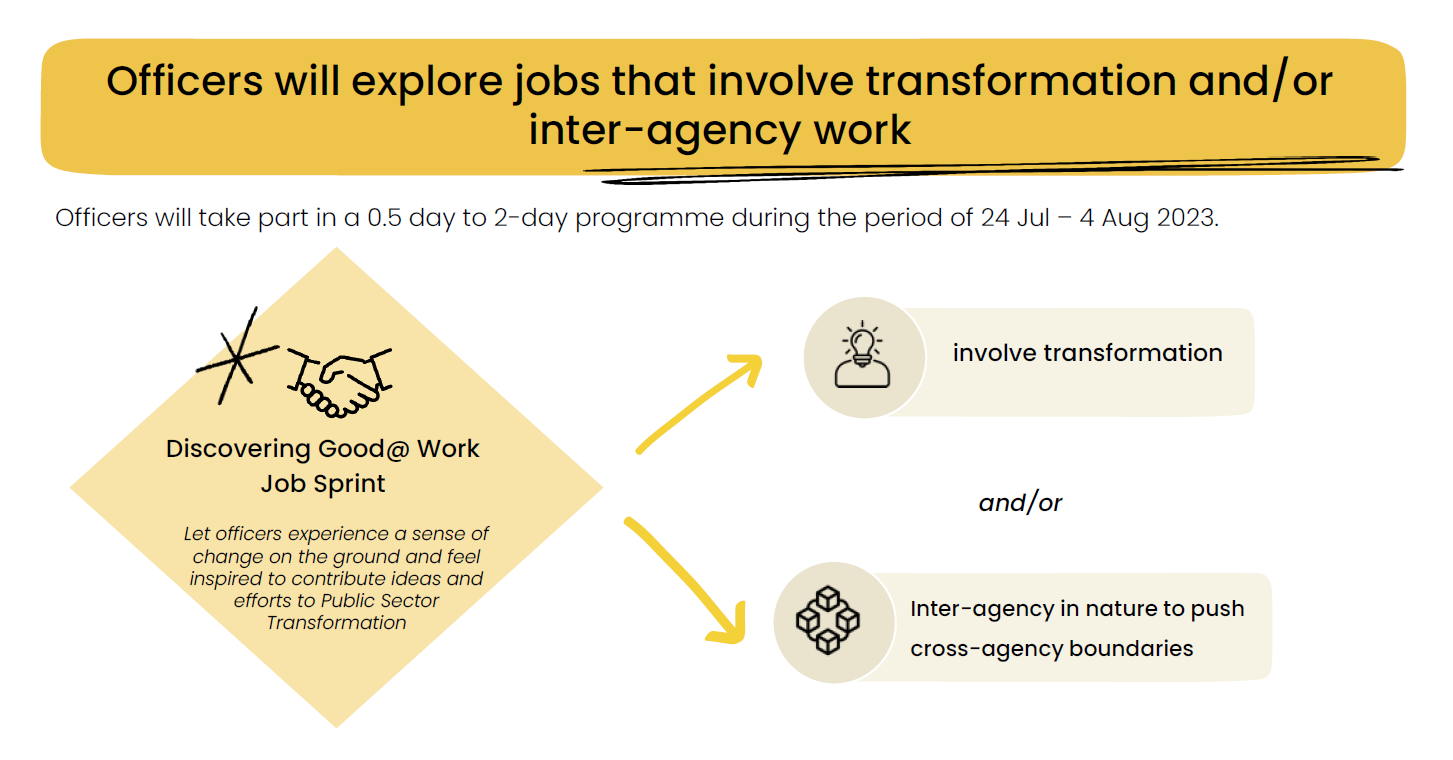 Officers will explore jobs that involve transformation and/or
inter-agency work
Officers will take part in a 0.5 day to 2-day programme during the period of 24 Jul – 4 Aug 2023.
Discovering Good@ Work
Job Sprint
Let officers experience a sense of
change on the ground and feel
inspired to contribute ideas and
efforts to Public Sector
Transformation
involve transformation
and/or
Inter-agency in nature to push
cross-agency boundaries